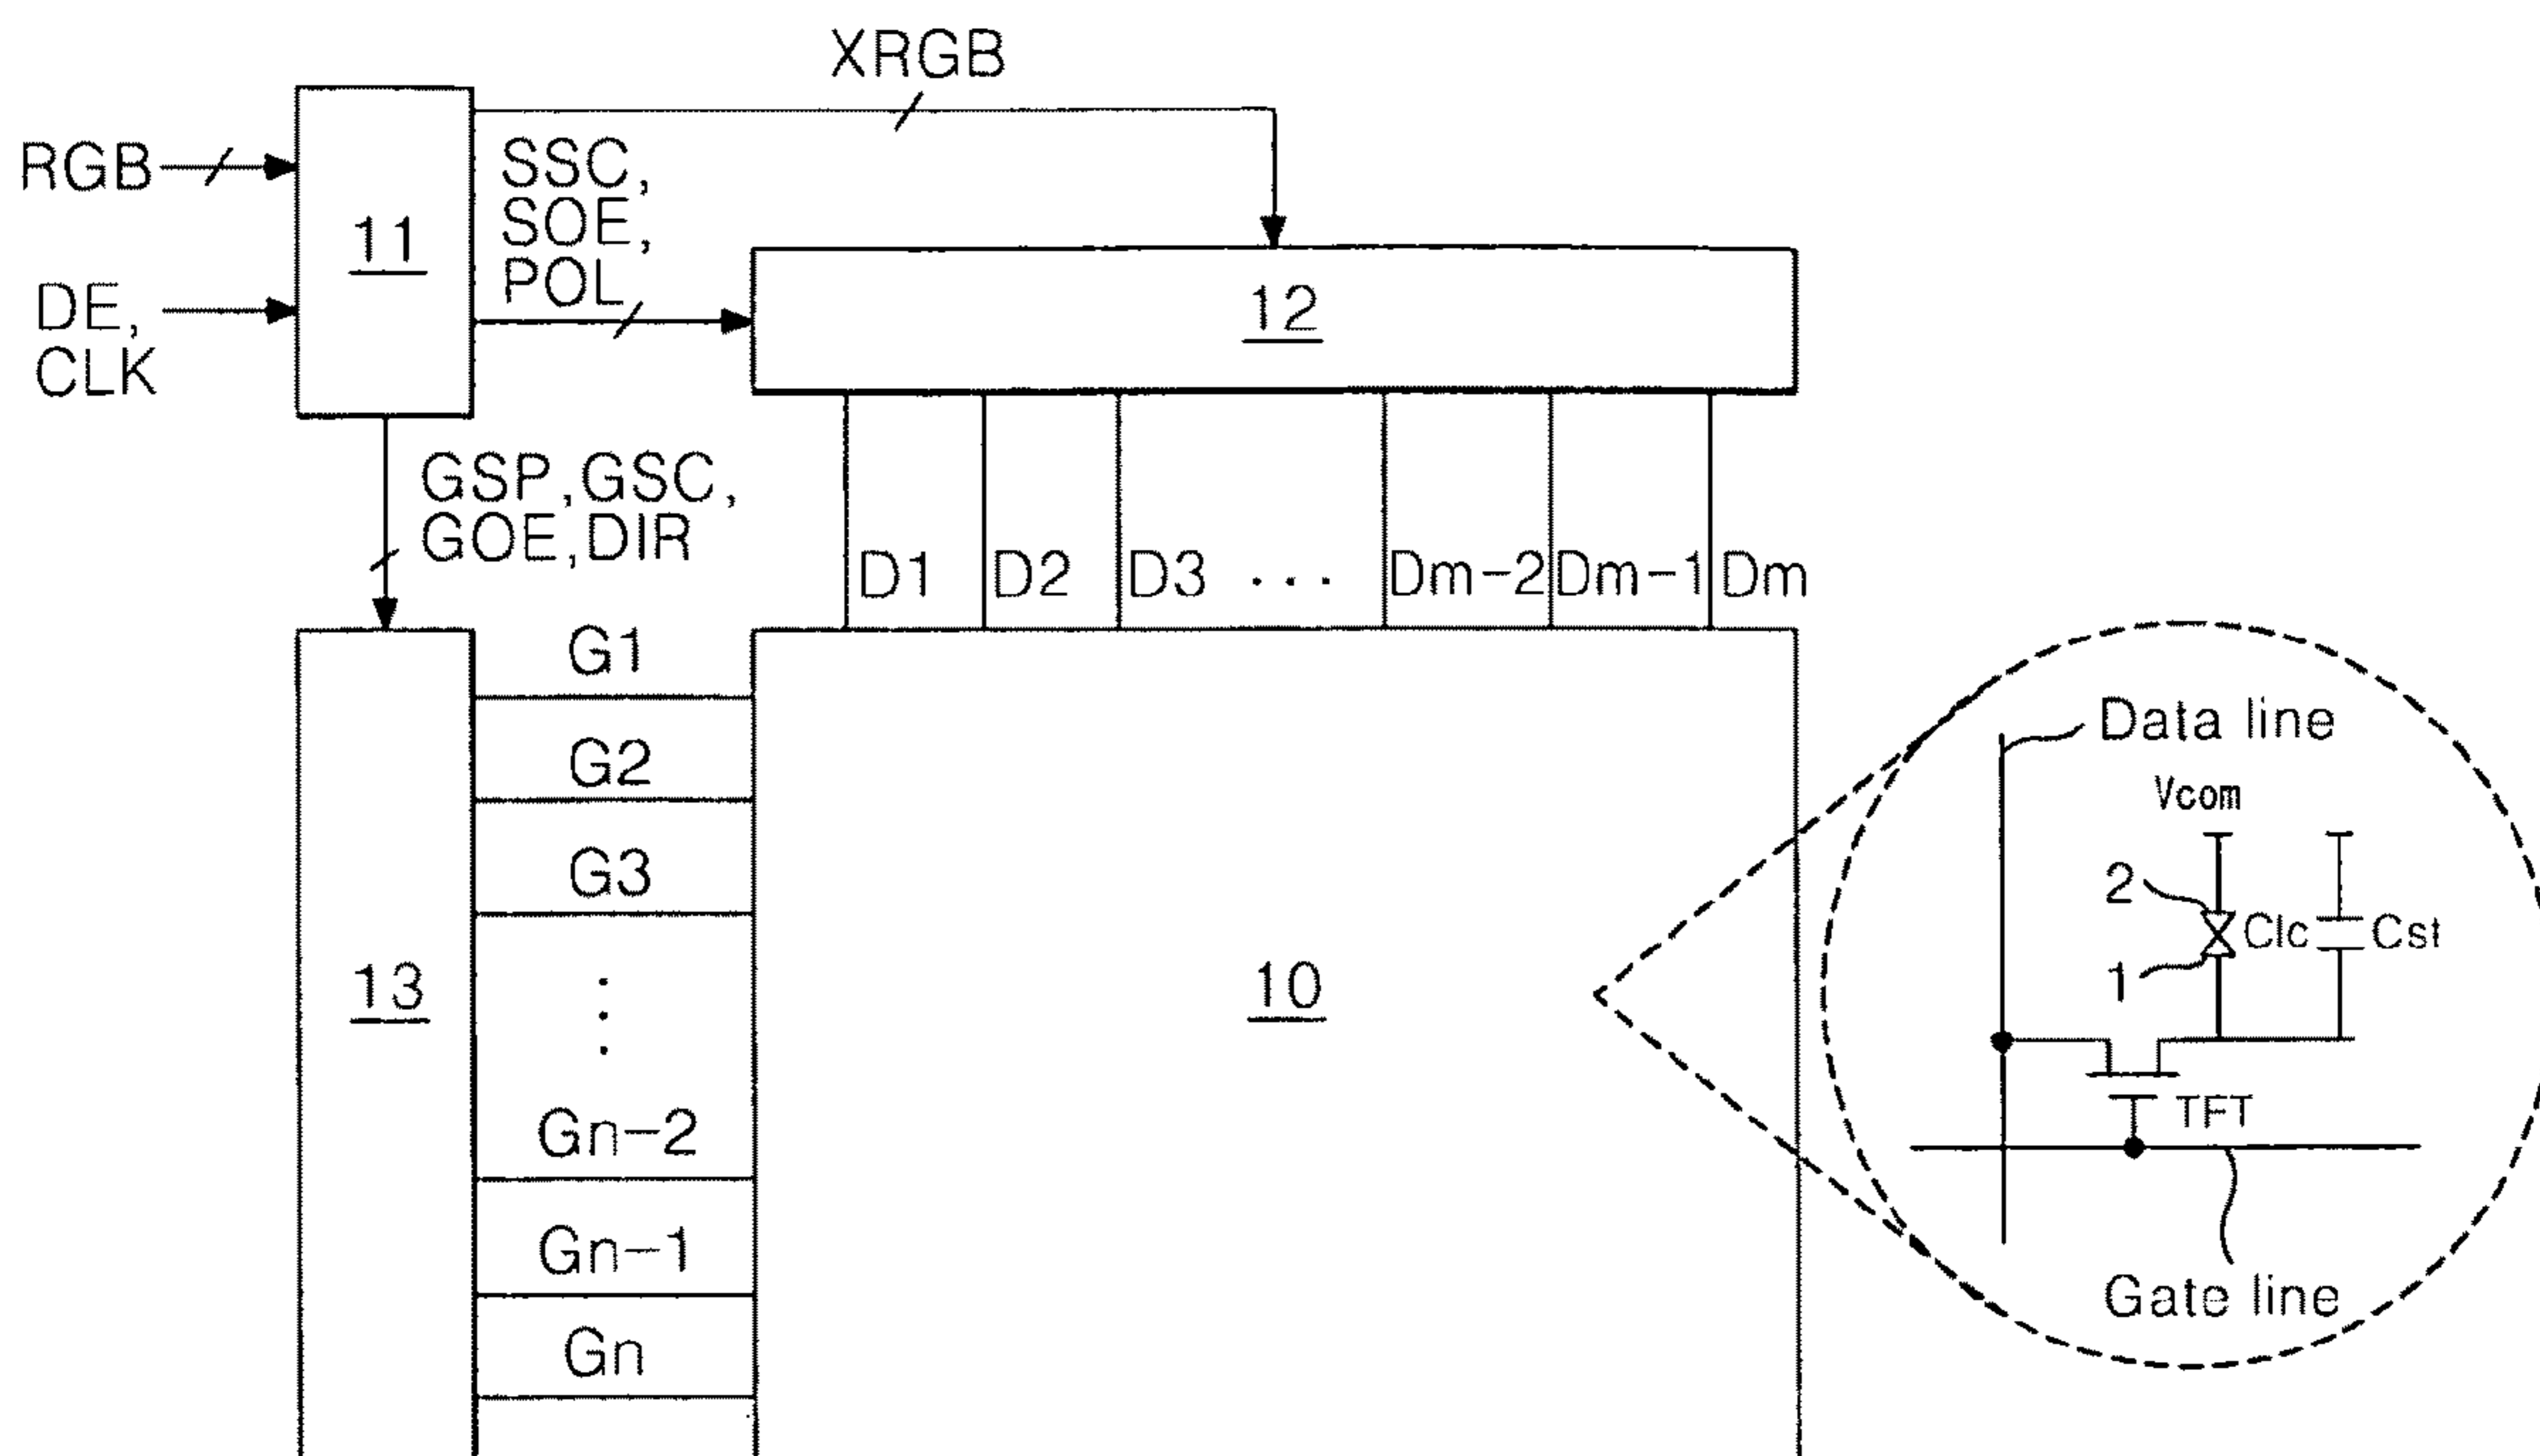 XRGB
RGB
11
SSC,
SOE,
POL
DE,
CLK
12
GSP,GSC,
GOE,DIR
D1 D2 D3 ... Dm-2 Dm-1 Dm
G1
G2
G3
13
10
Gn-2
Gn-1
Gn
Data line
Vcom
2
Clc
Cst
1
TFT
Gate line